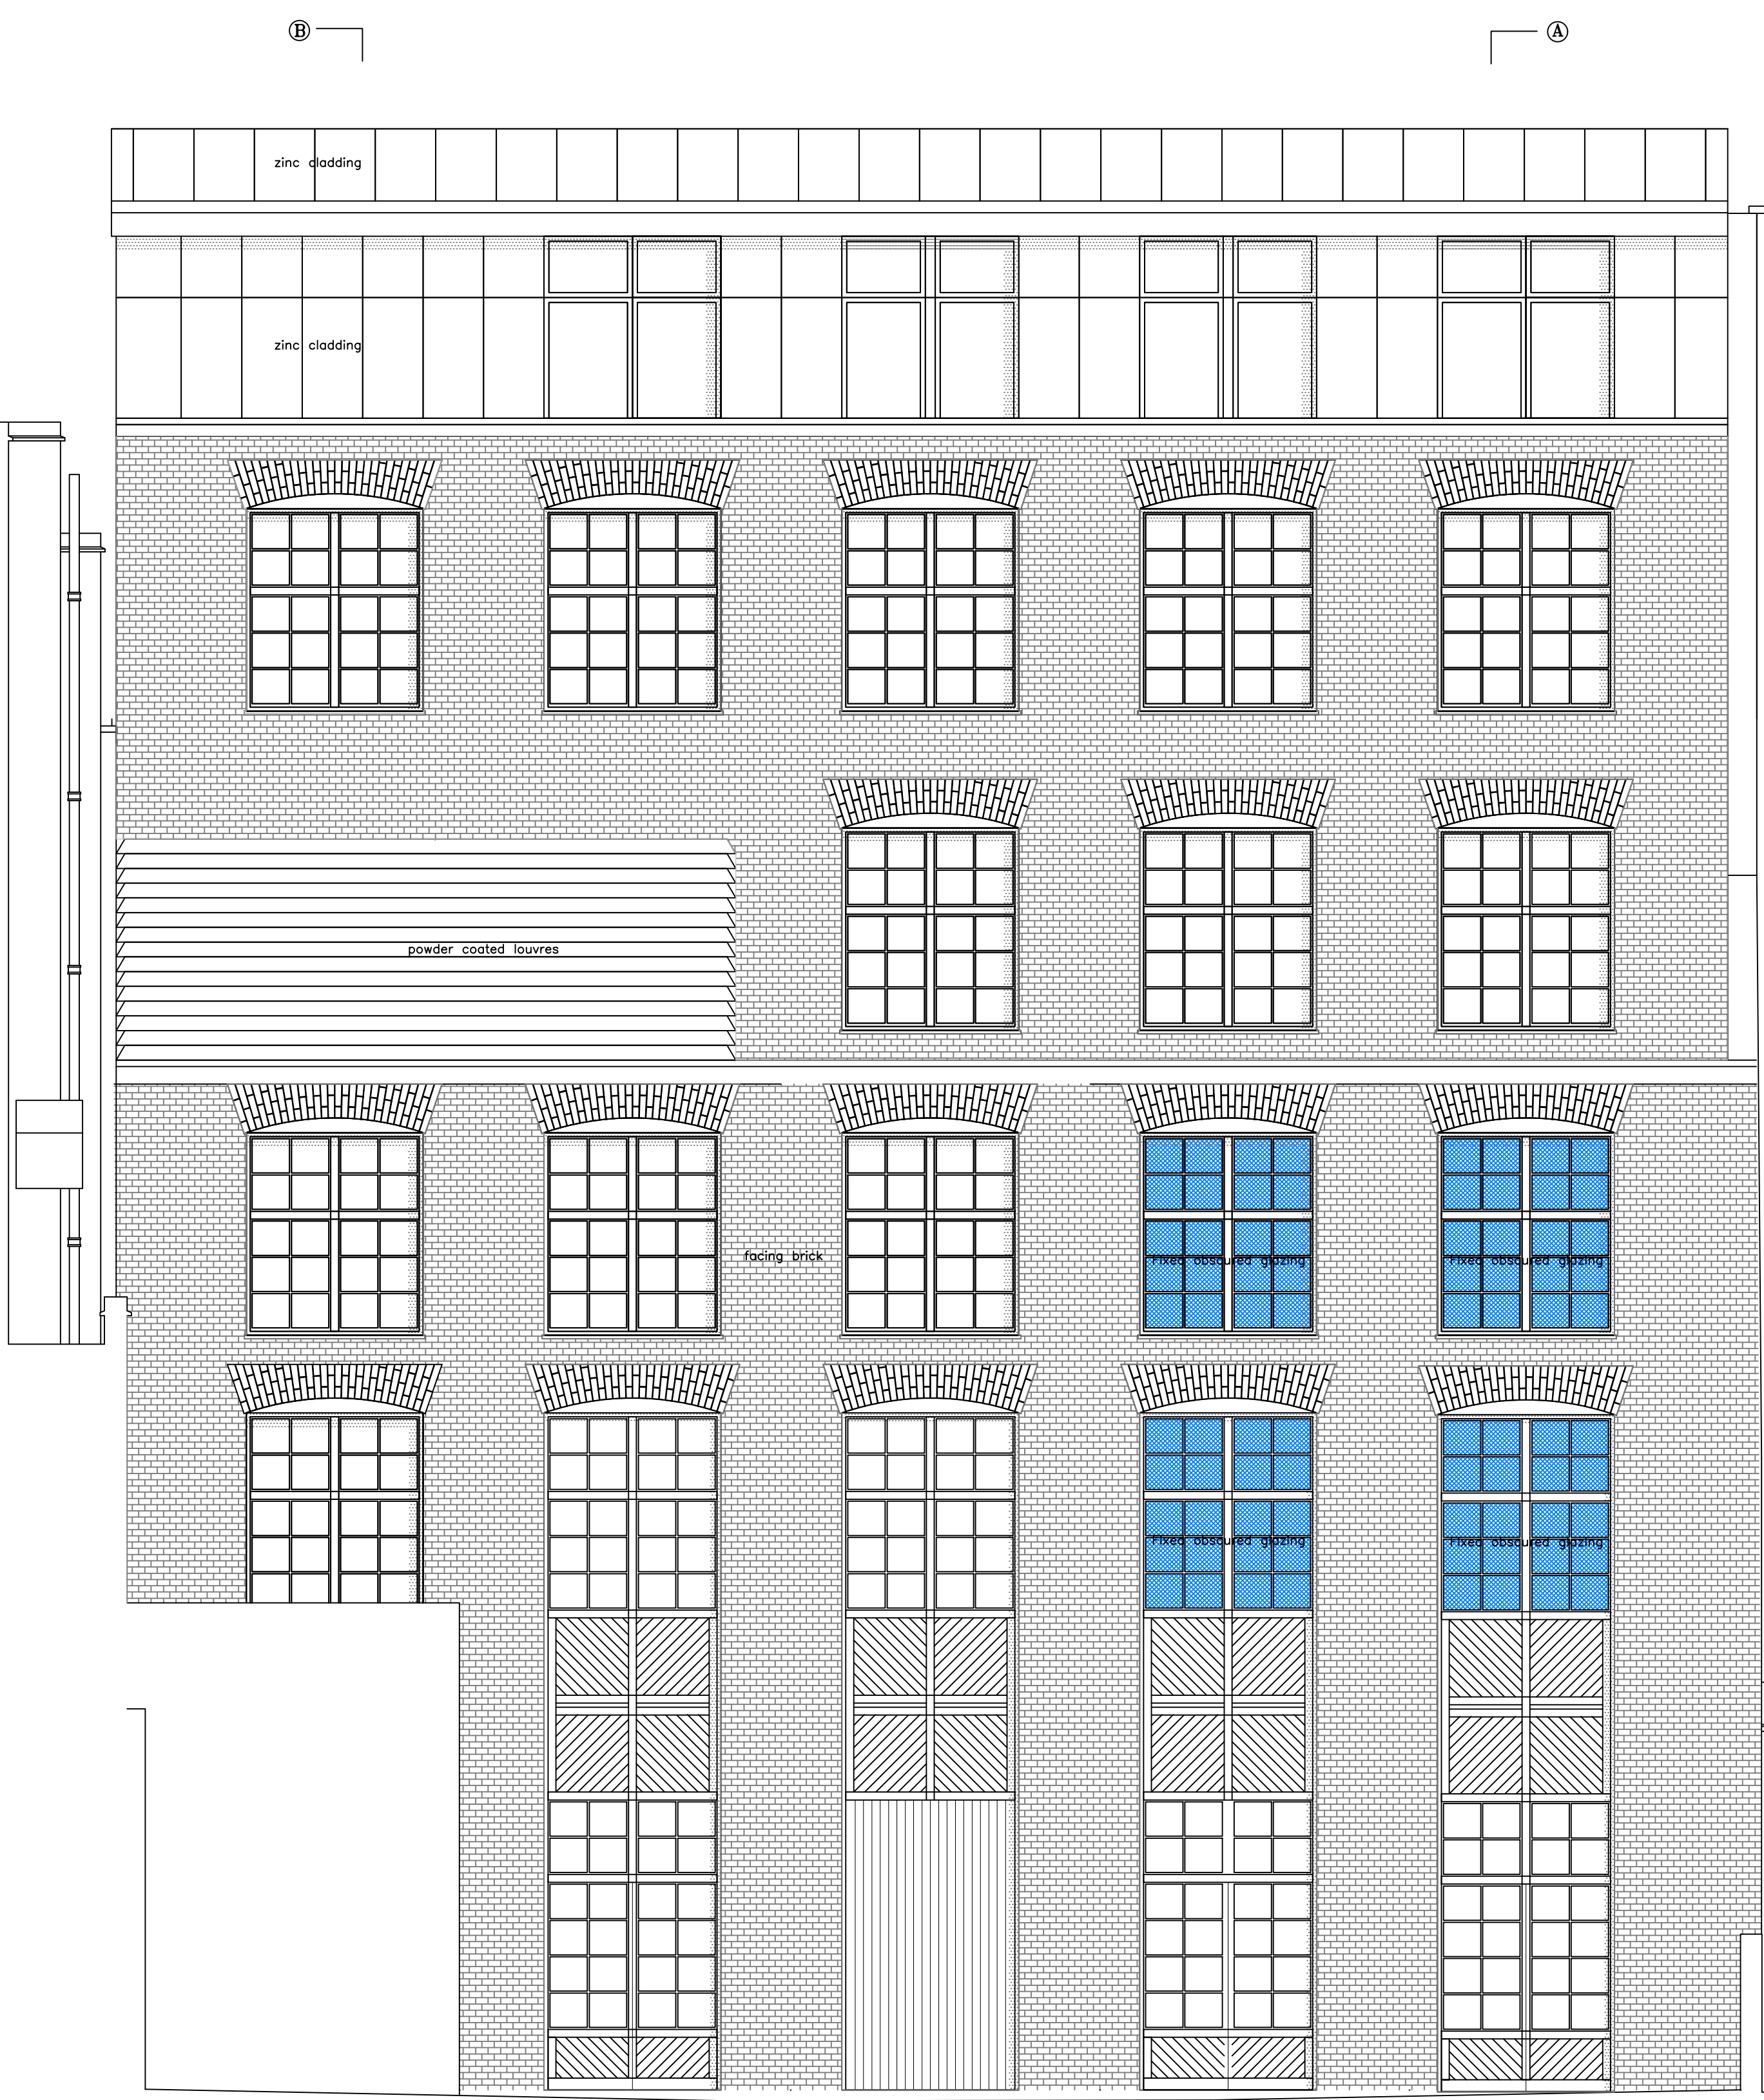 B
A
zinc cladding
zinc cladding
powder coated louvres
facing brick
Fixed obscured glazing
Fixed obscured glazing
Fixed obscured glazing
Fixed obscured glazing